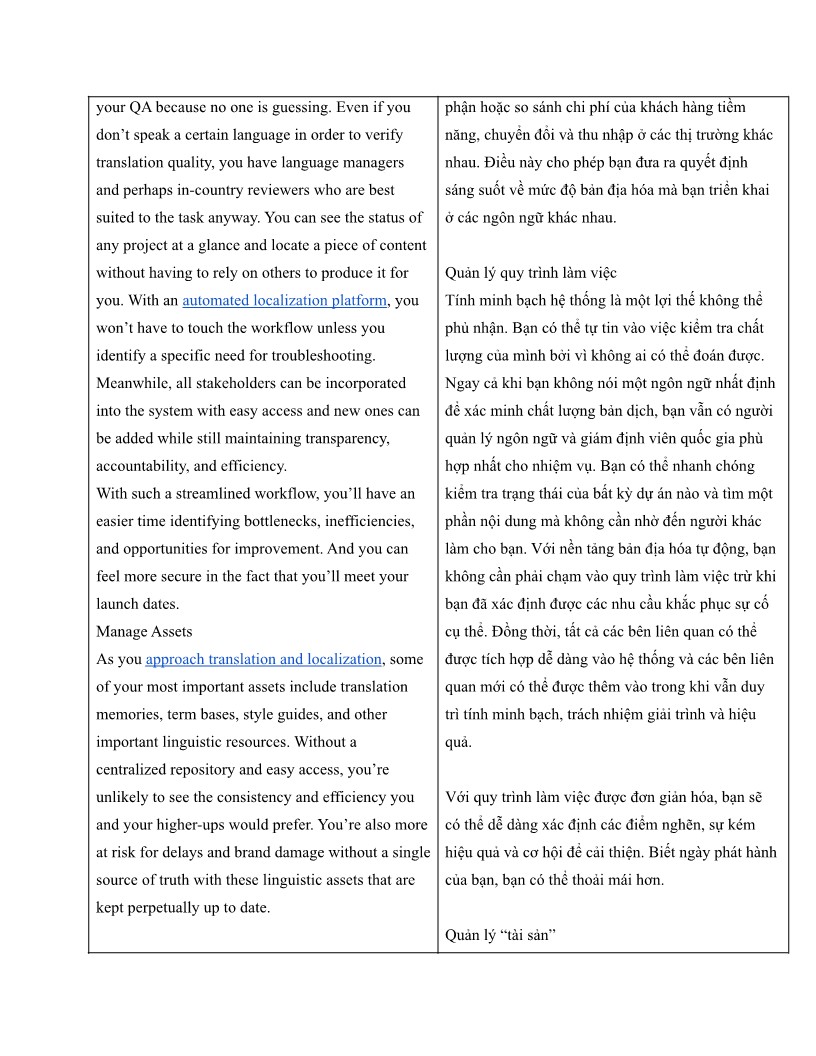 your QA because no one is guessing. Even if you
don’t speak a certain language in order to verify
translation quality, you have language managers
and perhaps in-country reviewers who are best
suited to the task anyway. You can see the status of
any project at a glance and locate a piece of content
without having to rely on others to produce it for
you. With an automated localization platform, you
won’t have to touch the workflow unless you
identify a specific need for troubleshooting.
Meanwhile, all stakeholders can be incorporated
into the system with easy access and new ones can
be added while still maintaining transparency,
accountability, and efficiency.
With such a streamlined workflow, you’ll have an
easier time identifying bottlenecks, inefficiencies,
and opportunities for improvement. And you can
feel more secure in the fact that you’ll meet your
launch dates.
Manage Assets
As you approach translation and localization, some
of your most important assets include translation
memories, term bases, style guides, and other
important linguistic resources. Without a
centralized repository and easy access, you’re
unlikely to see the consistency and efficiency you
and your higher-ups would prefer. You’re also more
at risk for delays and brand damage without a single
source of truth with these linguistic assets that are
kept perpetually up to date.
phận hoặc so sánh chi phí của khách hàng tiềm
năng, chuyển đổi và thu nhập ở các thị trường khác
nhau. Điều này cho phép bạn đưa ra quyết định
sáng suốt về mức độ bản địa hóa mà bạn triển khai
ở các ngôn ngữ khác nhau.
Quản lý quy trình làm việc
Tính minh bạch hệ thống là một lợi thế không thể
phủ nhận. Bạn có thể tự tin vào việc kiểm tra chất
lượng của mình bởi vì không ai có thể đoán được.
Ngay cả khi bạn không nói một ngôn ngữ nhất định
để xác minh chất lượng bản dịch, bạn vẫn có người
quản lý ngôn ngữ và giám định viên quốc gia phù
hợp nhất cho nhiệm vụ. Bạn có thể nhanh chóng
kiểm tra trạng thái của bất kỳ dự án nào và tìm một
phần nội dung mà không cần nhờ đến người khác
làm cho bạn. Với nền tảng bản địa hóa tự động, bạn
không cần phải chạm vào quy trình làm việc trừ khi
bạn đã xác định được các nhu cầu khắc phục sự cố
cụ thể. Đồng thời, tất cả các bên liên quan có thể
được tích hợp dễ dàng vào hệ thống và các bên liên
quan mới có thể được thêm vào trong khi vẫn duy
trì tính minh bạch, trách nhiệm giải trình và hiệu
quả.
Với quy trình làm việc được đơn giản hóa, bạn sẽ
có thể dễ dàng xác định các điểm nghẽn, sự kém
hiệu quả và cơ hội để cải thiện. Biết ngày phát hành
của bạn, bạn có thể thoải mái hơn.
Quản lý “tài sản”